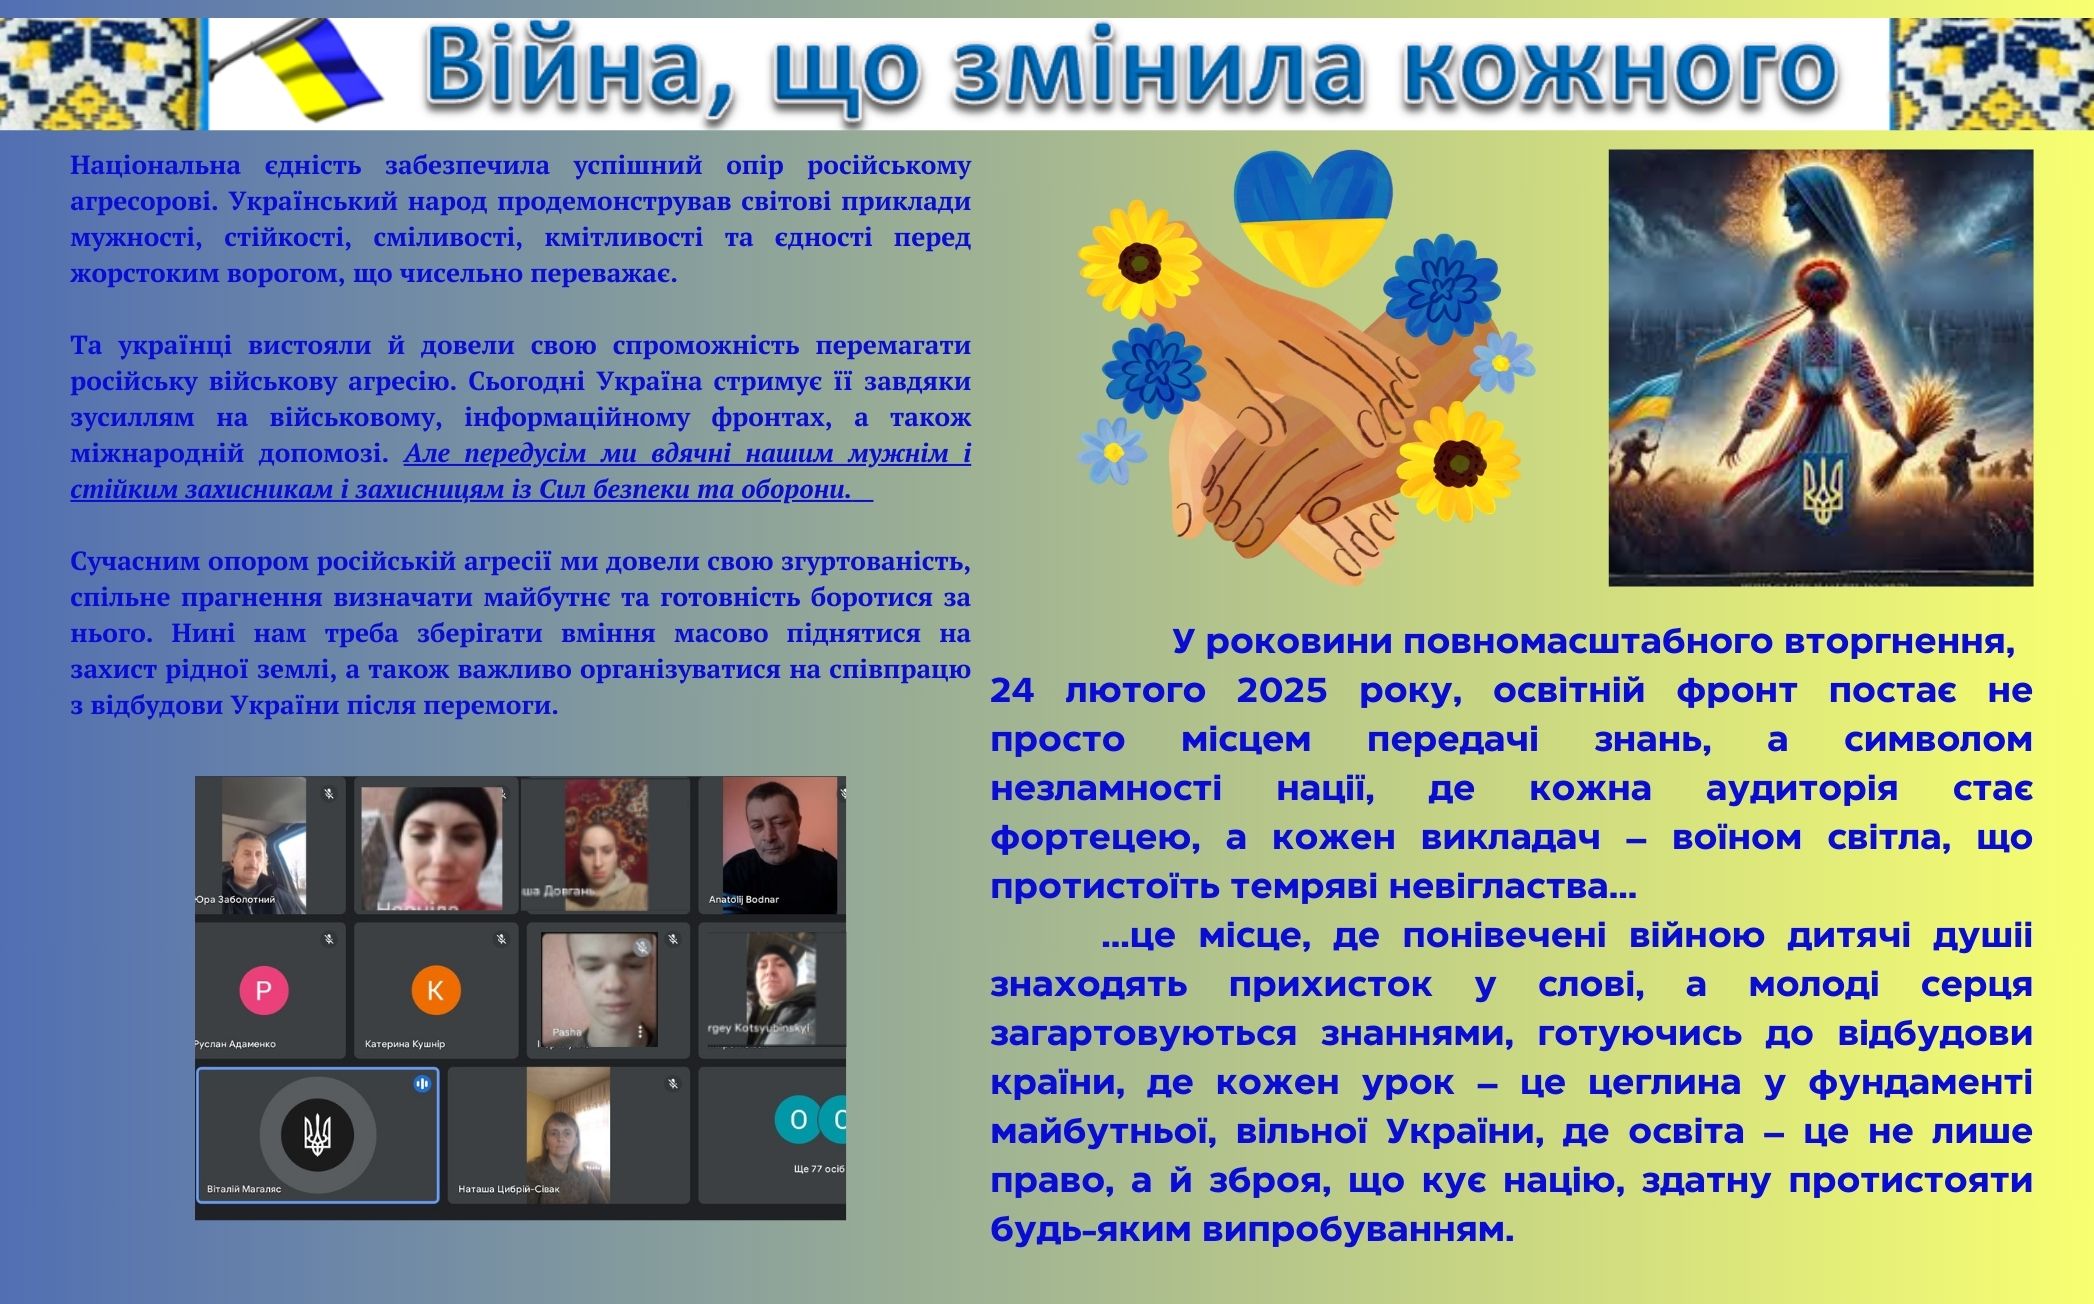 Війна, що змінила кожного
Національна єдність забезпечила успішний опір російському
агресорові. Український народ продемонстрував світові приклади
мужності, стійкості, сміливості, кмітливості та єдності перед
жорстоким ворогом, що чисельно переважає.
Та українці вистояли й довели свою спроможність перемагати
російську військову агресію. Сьогодні Україна стримує її завдяки
зусиллям на військовому, інформаційному фронтах, а також
міжнародній допомозі. Але передусім ми вдячні нашим мужнім і
стійким захисникам і захисницям із Сил безпеки та оборони.
Сучасним опором російській агресії ми довели свою згуртованість,
спільне прагнення визначати майбутнє та готовність боротися за
нього. Нині нам треба зберігати вміння масово піднятися на
захист рідної землі, а також важливо організуватися на співпрацю
з відбудови України після перемоги.
Юра Заболотний
ша Довгань
Anatolij Bodnar
Р
К
Pasha
rgey Kotsyubinskyi
Руслан Адаменко
Катерина Кушнір
О
Ще 77 осіб
Віталій Магаляс
Наташа Цибрій-Сівак
У роковини повномасштабного вторгнення,
24 лютого 2025 року, освітній фронт постає не
просто місцем передачі знань, а символом
незламності нації, де кожна аудиторія стає
фортецею, а кожен викладач – воїном світла, що
протистоїть темряві невігластва...
...це місце, де понівечені війною дитячі душіі
знаходять прихисток у слові, а молоді серця
загартовуються знаннями, готуючись до відбудови
країни, де кожен урок – це цеглина у фундаменті
майбутньої, вільної України, де освіта – це не лише
право, а й зброя, що кує націю, здатну протистояти
будь-яким випробуванням.